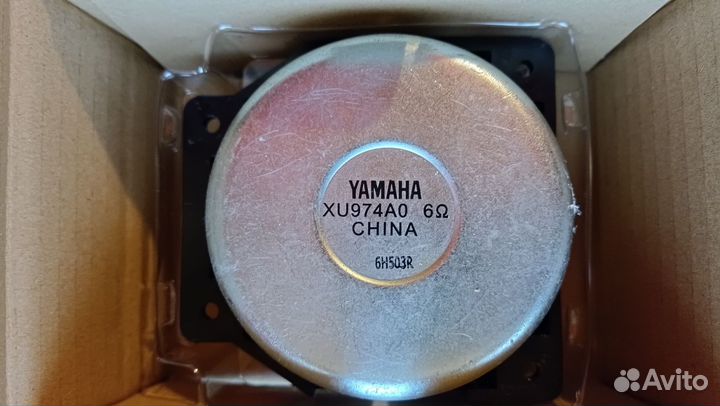 YAMAHA
XU974A0 6Ω
CHINA
6H503R
Avito